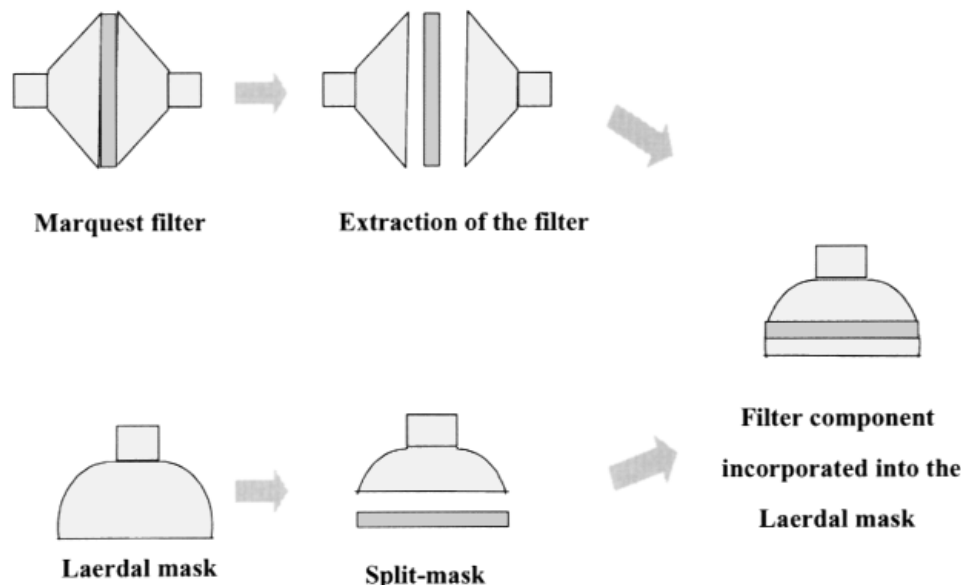 Marquest filter
Extraction of the filter
Filter component
incorporated into the
Laerdal mask
Laerdal mask
Split-mask